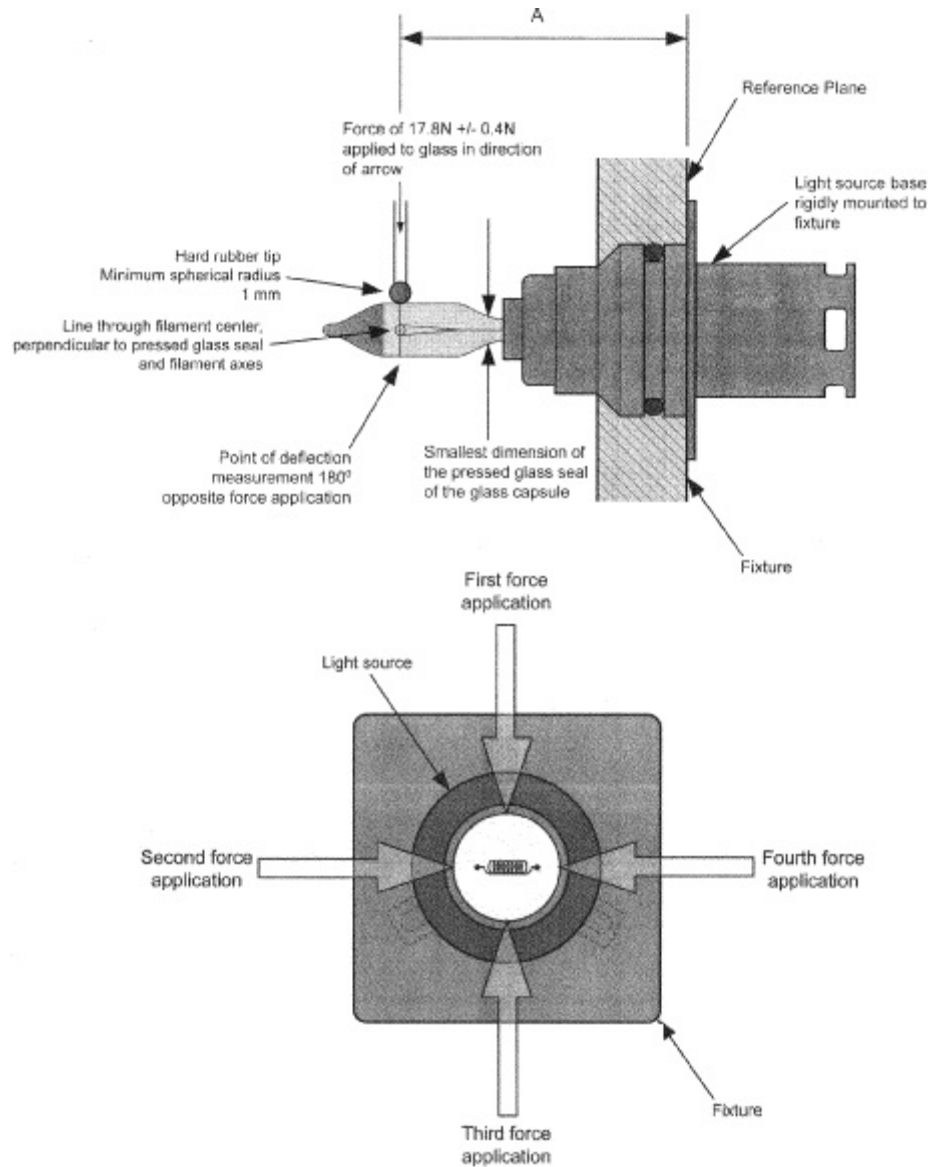 A
Reference Plane
Force of 17.8N +/- 0.4N
applied to glass in direction
of arrow
Light source base
rigidly mounted to
fixture
Hard rubber tip
Minimum spherical radius
1 mm
Line through filament center,
perpendicular to pressed glass seal
and filament axes
Point of deflection
measurement 180º
opposite force application
Smallest dimension of
the pressed glass seal
of the glass capsule
Fixture
First force
application
Light source
Second force
application
Fourth force
application
Fixture
Third force
application